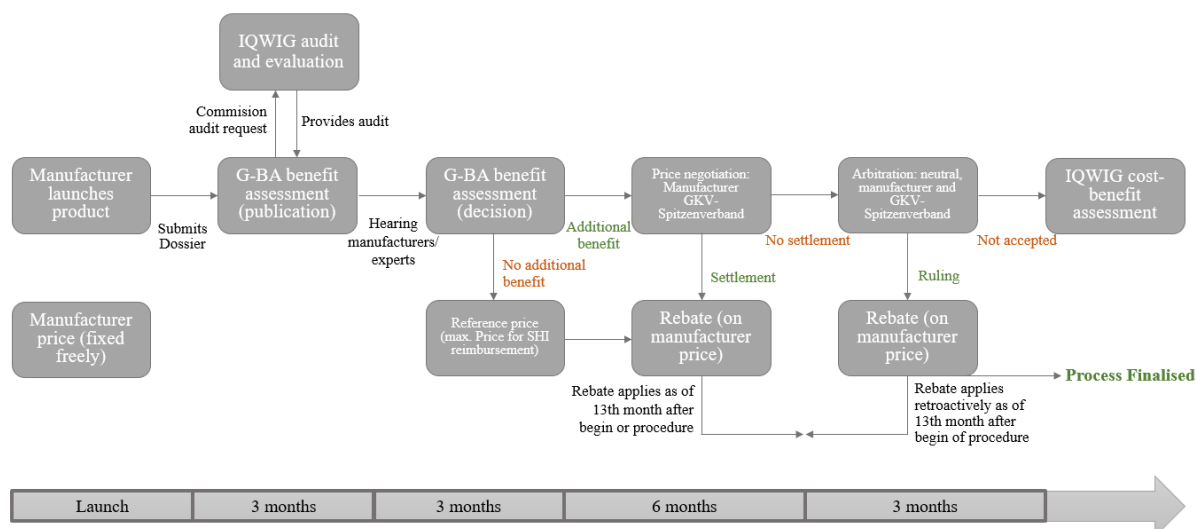 IQWIG audit
and evaluation
Commision
audit request
Provides audit
Manufacturer
launches
product
Submits
Dossier
G-BA benefit
assessment
(publication)
Hearing
manufacturers/
experts
G-BA benefit
assessment
(decision)
Additional
benefit
No additional
benefit
Price negotiation:
Manufacturer
GKV-
Spitzenverband
No settlement
Settlement
Arbitration: neutral,
manufacturer and
GKV-
Spitzenverband
Not accepted
Ruling
IQWIG cost-
benefit
assessment
Manufacturer
price (fixed
freely)
Reference price
(max. Price for SHI
reimbursement)
Rebate (on
manufacturer
price)
Rebate (on
manufacturer
price)
Process Finalised
Rebate applies as of
13th month after
begin or procedure
Rebate applies
retroactively as of
13th month after
begin of procedure
Launch
3 months
3 months
6 months
3 months